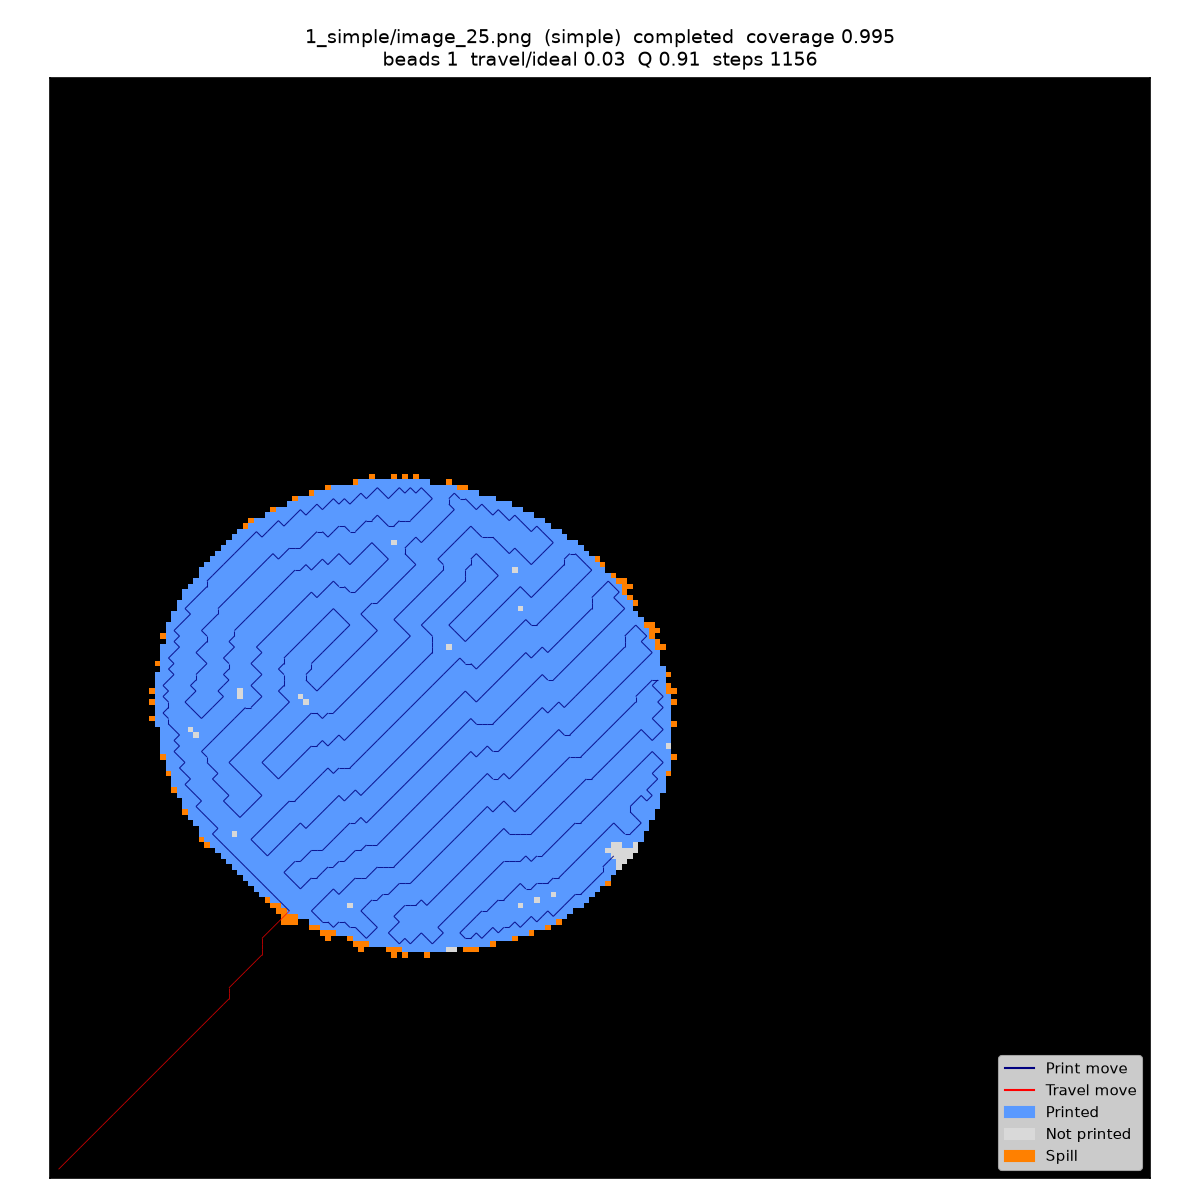 1_simple/image_25.png  (simple)  completed  coverage 0.995
beads 1  travel/ideal 0.03  Q 0.91  steps 1156
Print move
Travel move
Printed
Not printed
Spill